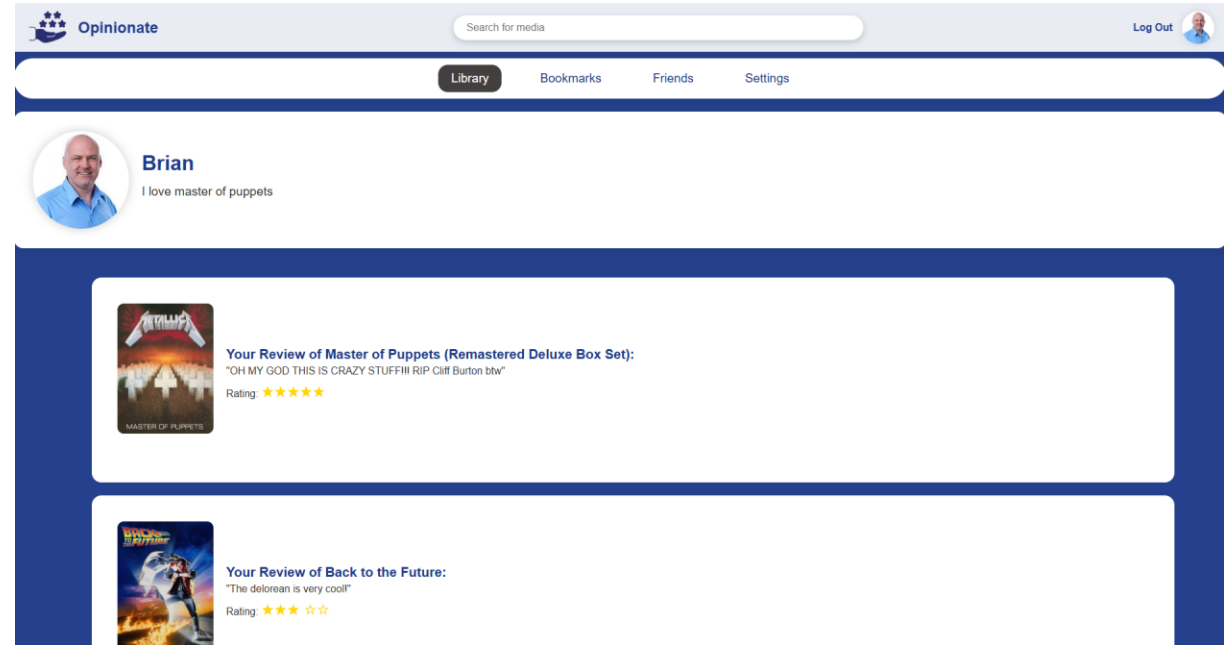 Opinionate
Search for media
Log Out
Library
Bookmarks
Friends
Settings
Brian
I love master of puppets
METALLICA
MASTER OF PUPPETS
Your Review of Master of Puppets (Remastered Deluxe Box Set):
"OH MY GOD THIS IS CRAZY STUFF!!! RIP Cliff Burton btw"
Rating: ★★★★★
BACK
TO THE
FUTURE
Your Review of Back to the Future:
"The delorean is very cool!"
Rating: ★★★ ☆☆